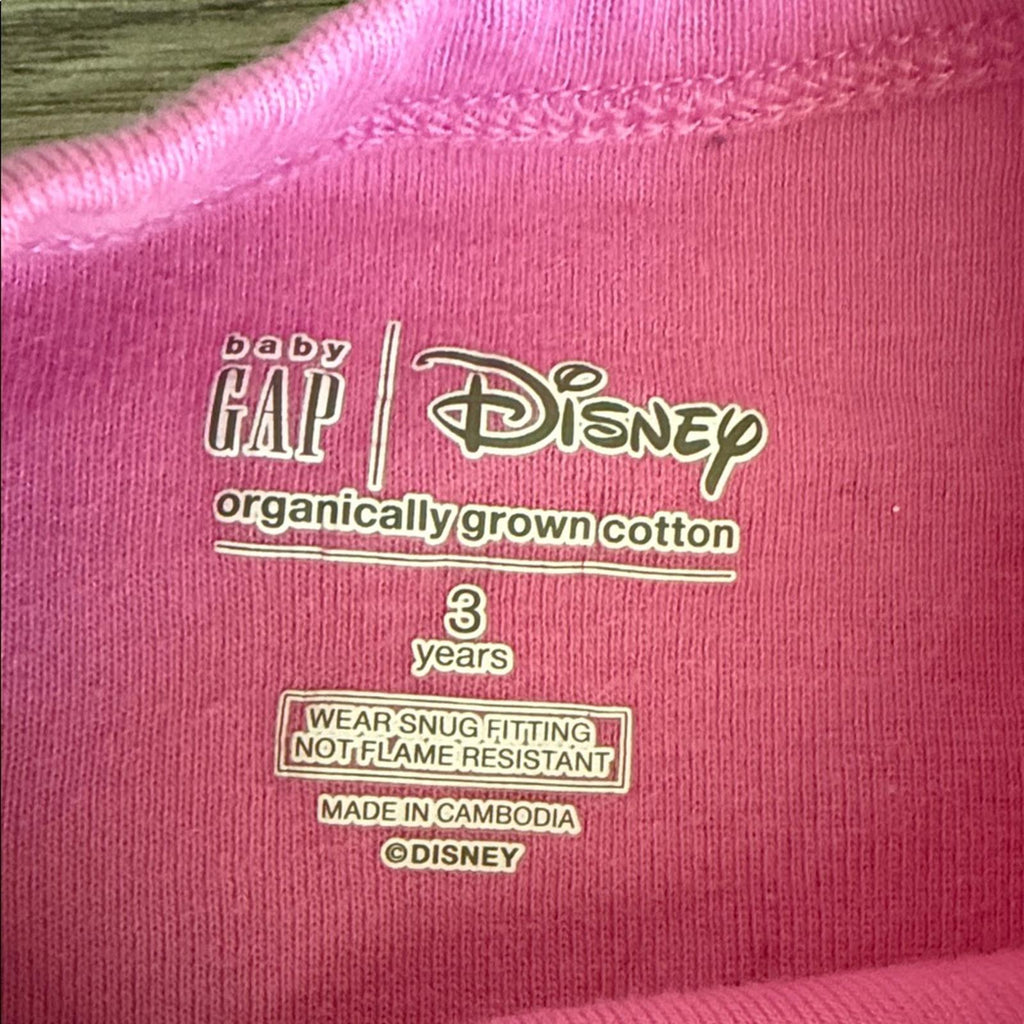 baby
GAP | Disney
organically grown cotton
3
years
WEAR SNUG FITTING
NOT FLAME RESISTANT
MADE IN CAMBODIA
©DISNEY